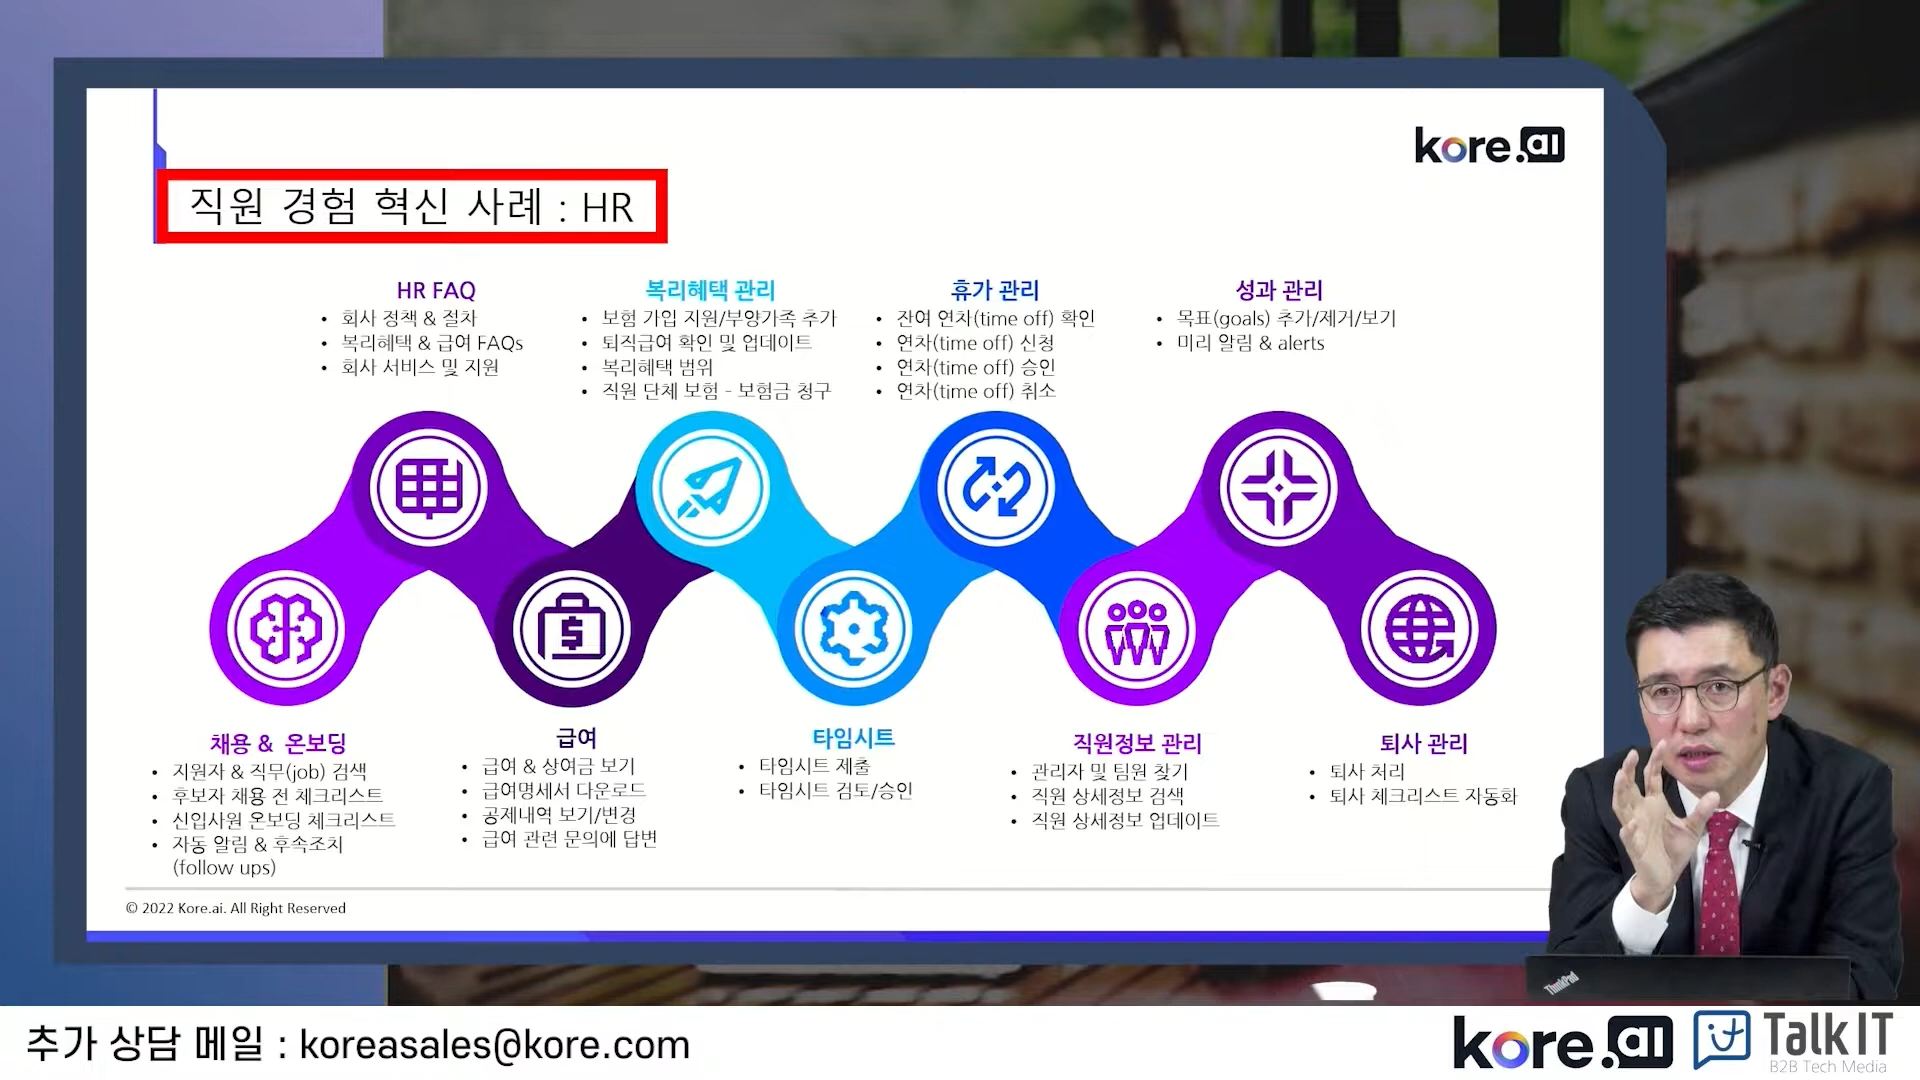 kore.ai
직원 경험 혁신 사례 : HR
HR FAQ
• 회사 정책 & 절차
• 복리혜택 & 급여 FAQs
• 회사 서비스 및 지원
복리혜택 관리
• 보험 가입 지원/부양가족 추가
• 퇴직급여 확인 및 업데이트
• 복리혜택 범위
• 직원 단체 보험 - 보험금 청구
휴가 관리
• 잔여 연차(time off) 확인
• 연차(time off) 신청
• 연차(time off) 승인
• 연차(time off) 취소
성과 관리
• 목표(goals) 추가/제거/보기
• 미리 알림 & alerts
채용 & 온보딩
• 지원자 & 직무(job) 검색
• 후보자 채용 전 체크리스트
• 신입사원 온보딩 체크리스트
• 자동 알림 & 후속조치
(follow ups)
급여
• 급여 & 상여금 보기
• 급여명세서 다운로드
• 공제내역 보기/변경
• 급여 관련 문의에 답변
타임시트
• 타임시트 제출
• 타임시트 검토/승인
직원정보 관리
• 관리자 및 팀원 찾기
• 직원 상세정보 검색
• 직원 상세정보 업데이트
퇴사 관리
• 퇴사 처리
• 퇴사 체크리스트 자동화
© 2022 Kore.ai. All Right Reserved
ThinkPad
추가 상담 메일 : koreasales@kore.com
kore.ai
it TalkIT
B2B Tech Media